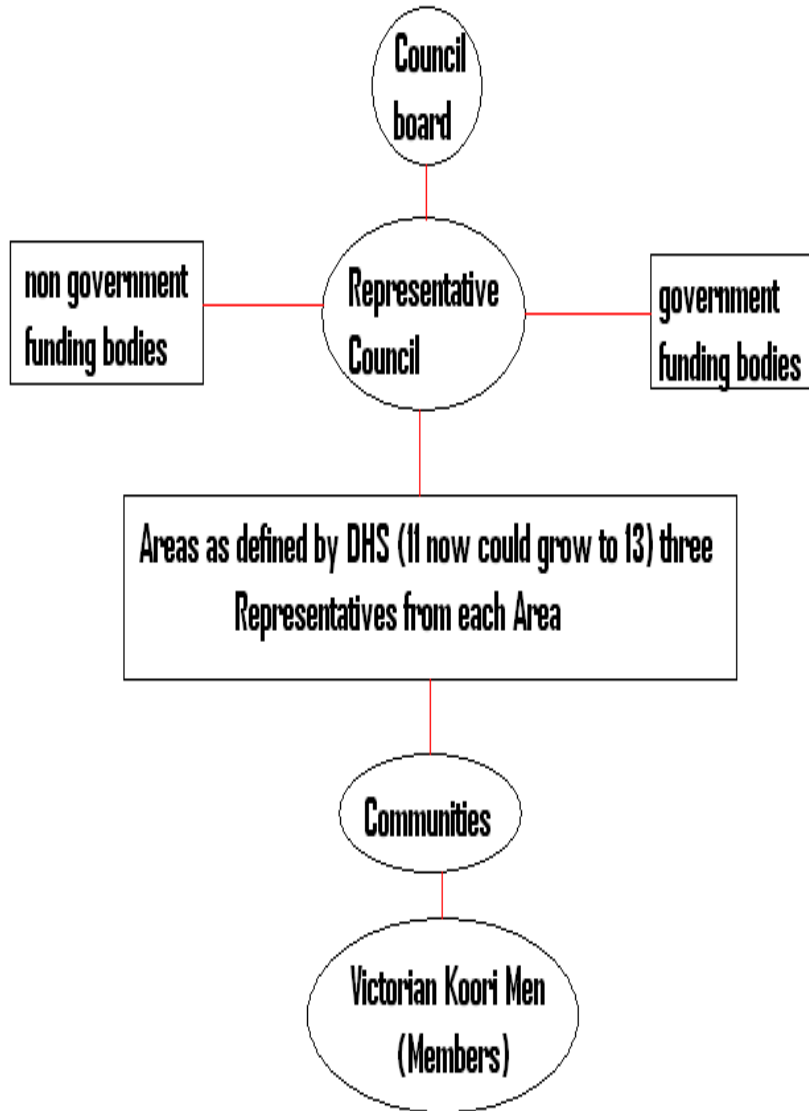 Council
board
non government
funding bodies
Representative
Council
government
funding bodies
Areas as defined by DHS (11 now could grow to 13) three
Representatives from each Area
Communities
Victorian Koori Men
(Members)